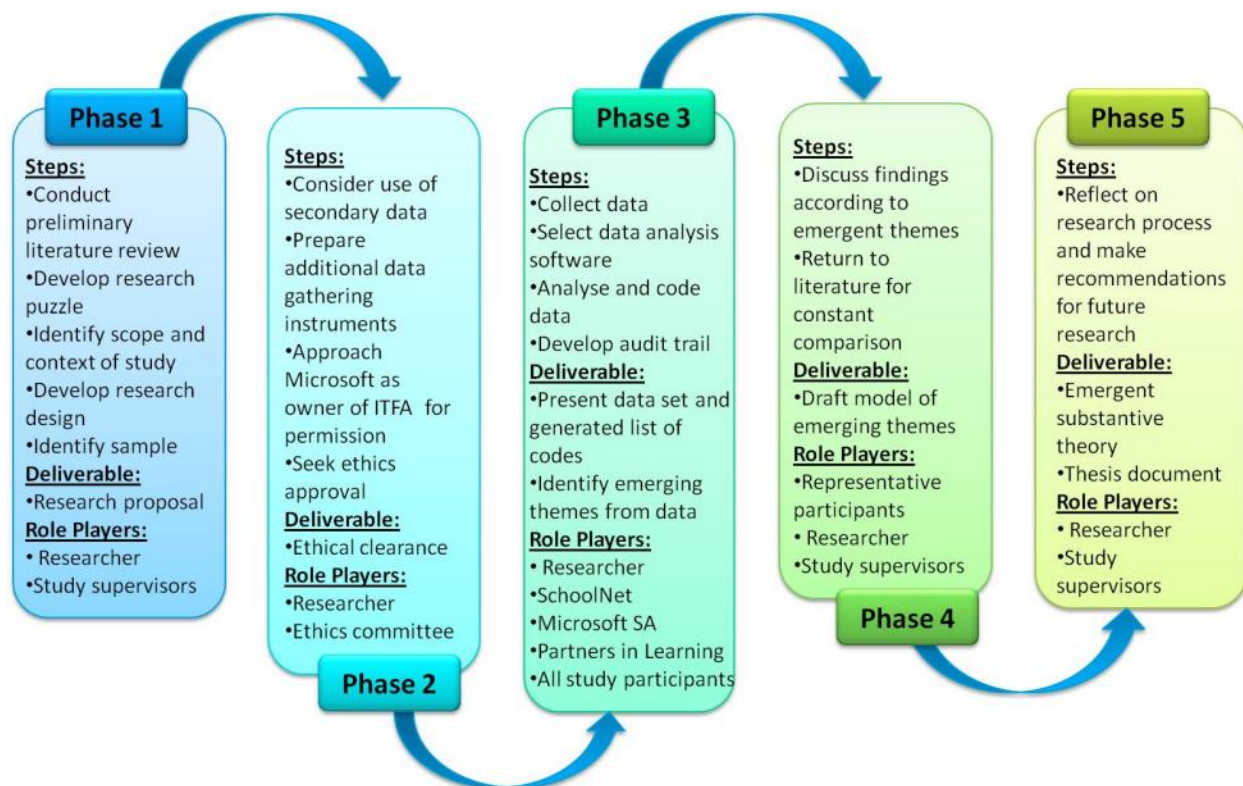 Phase 1
Steps:
•Conduct
preliminary
literature review
•Develop research
puzzle
•Identify scope and
context of study
•Develop research
design
•Identify sample
Deliverable:
•Research proposal
Role Players:
• Researcher
•Study supervisors
Steps:
•Consider use of
secondary data
•Prepare
additional data
gathering
instruments
•Approach
Microsoft as
owner of ITFA for
permission
•Seek ethics
approval
Deliverable:
•Ethical clearance
Role Players:
•Researcher
•Ethics committee
Phase 2
Phase 3
Steps:
•Collect data
•Select data analysis
software
•Analyse and code
data
•Develop audit trail
Deliverable:
•Present data set and
generated list of
codes
•Identify emerging
themes from data
Role Players:
• Researcher
•SchoolNet
•Microsoft SA
•Partners in Learning
•All study participants
Steps:
•Discuss findings
according to
emergent themes
•Return to
literature for
constant
comparison
Deliverable:
•Draft model of
emerging themes
Role Players:
•Representative
participants
• Researcher
•Study supervisors
Phase 4
Phase 5
Steps:
•Reflect on
research process
and make
recommendations
for future
research
Deliverable:
•Emergent
substantive
theory
•Thesis document
Role Players:
• Researcher
•Study
supervisors